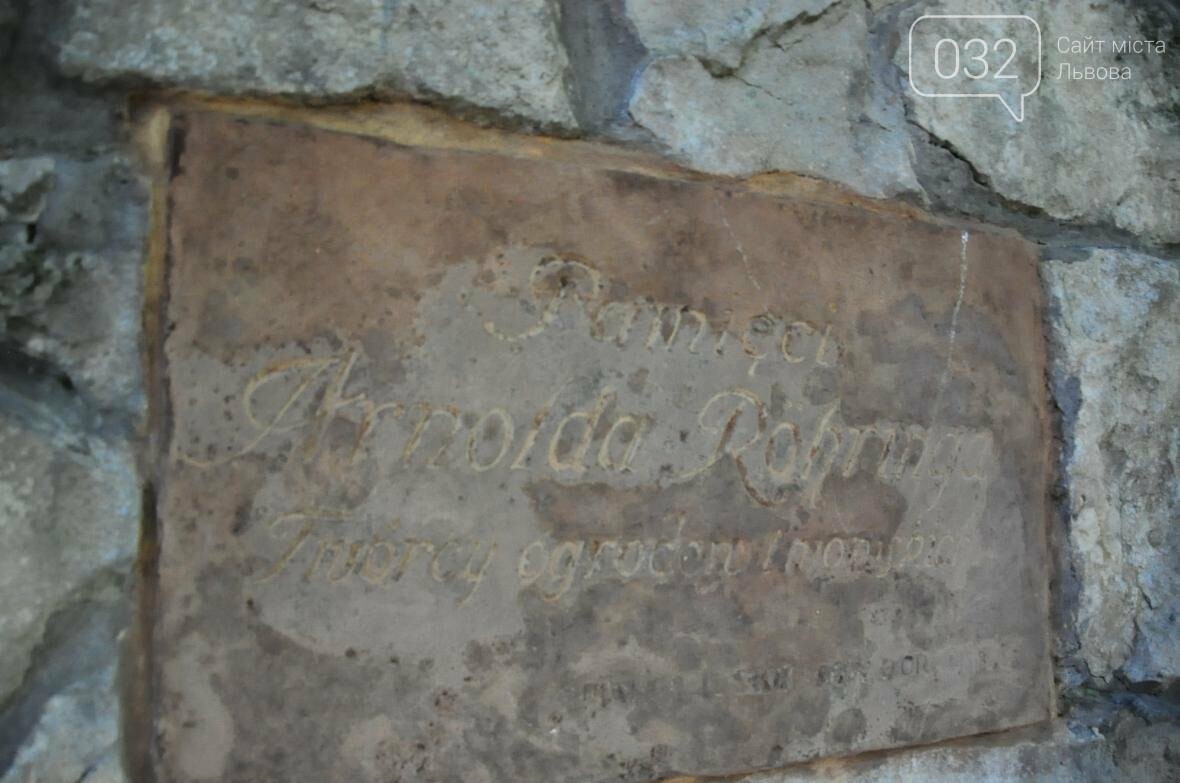 032
Сайт міста
Львова
Pamięci
Arnolda Röhringa
Twórcy ogrodów lwowskich